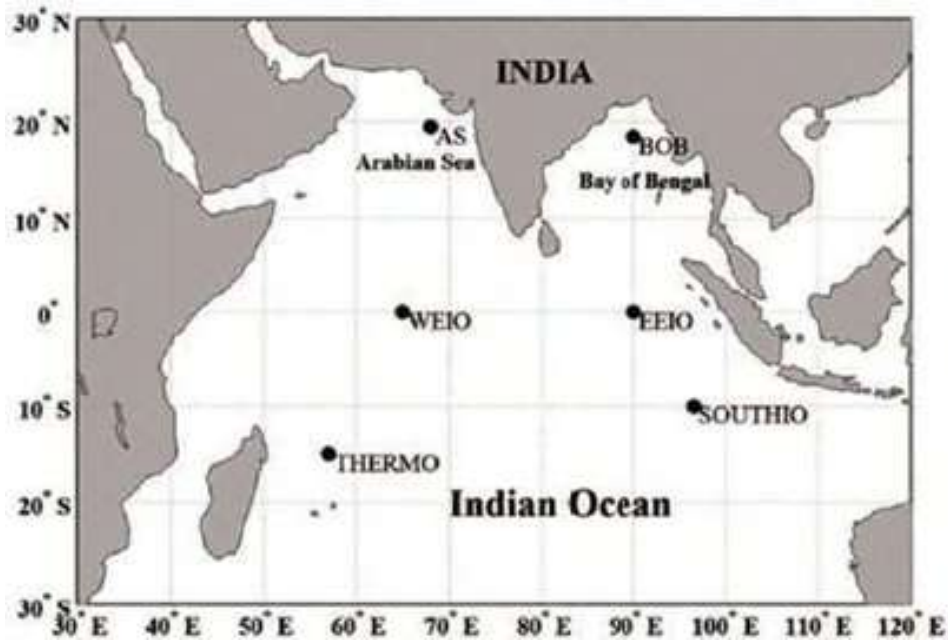 30° N
INDIA
20° N
AS
BOB
Arabian Sea
Bay of Bengal
10° N
0°
WEIO
EEIO
10° S
SOUTHIO
THERMO
20° S
Indian Ocean
30° S
30° E 40° E 50° E 60° E 70° E 80° E 90° E 100° E 110° E 120° E